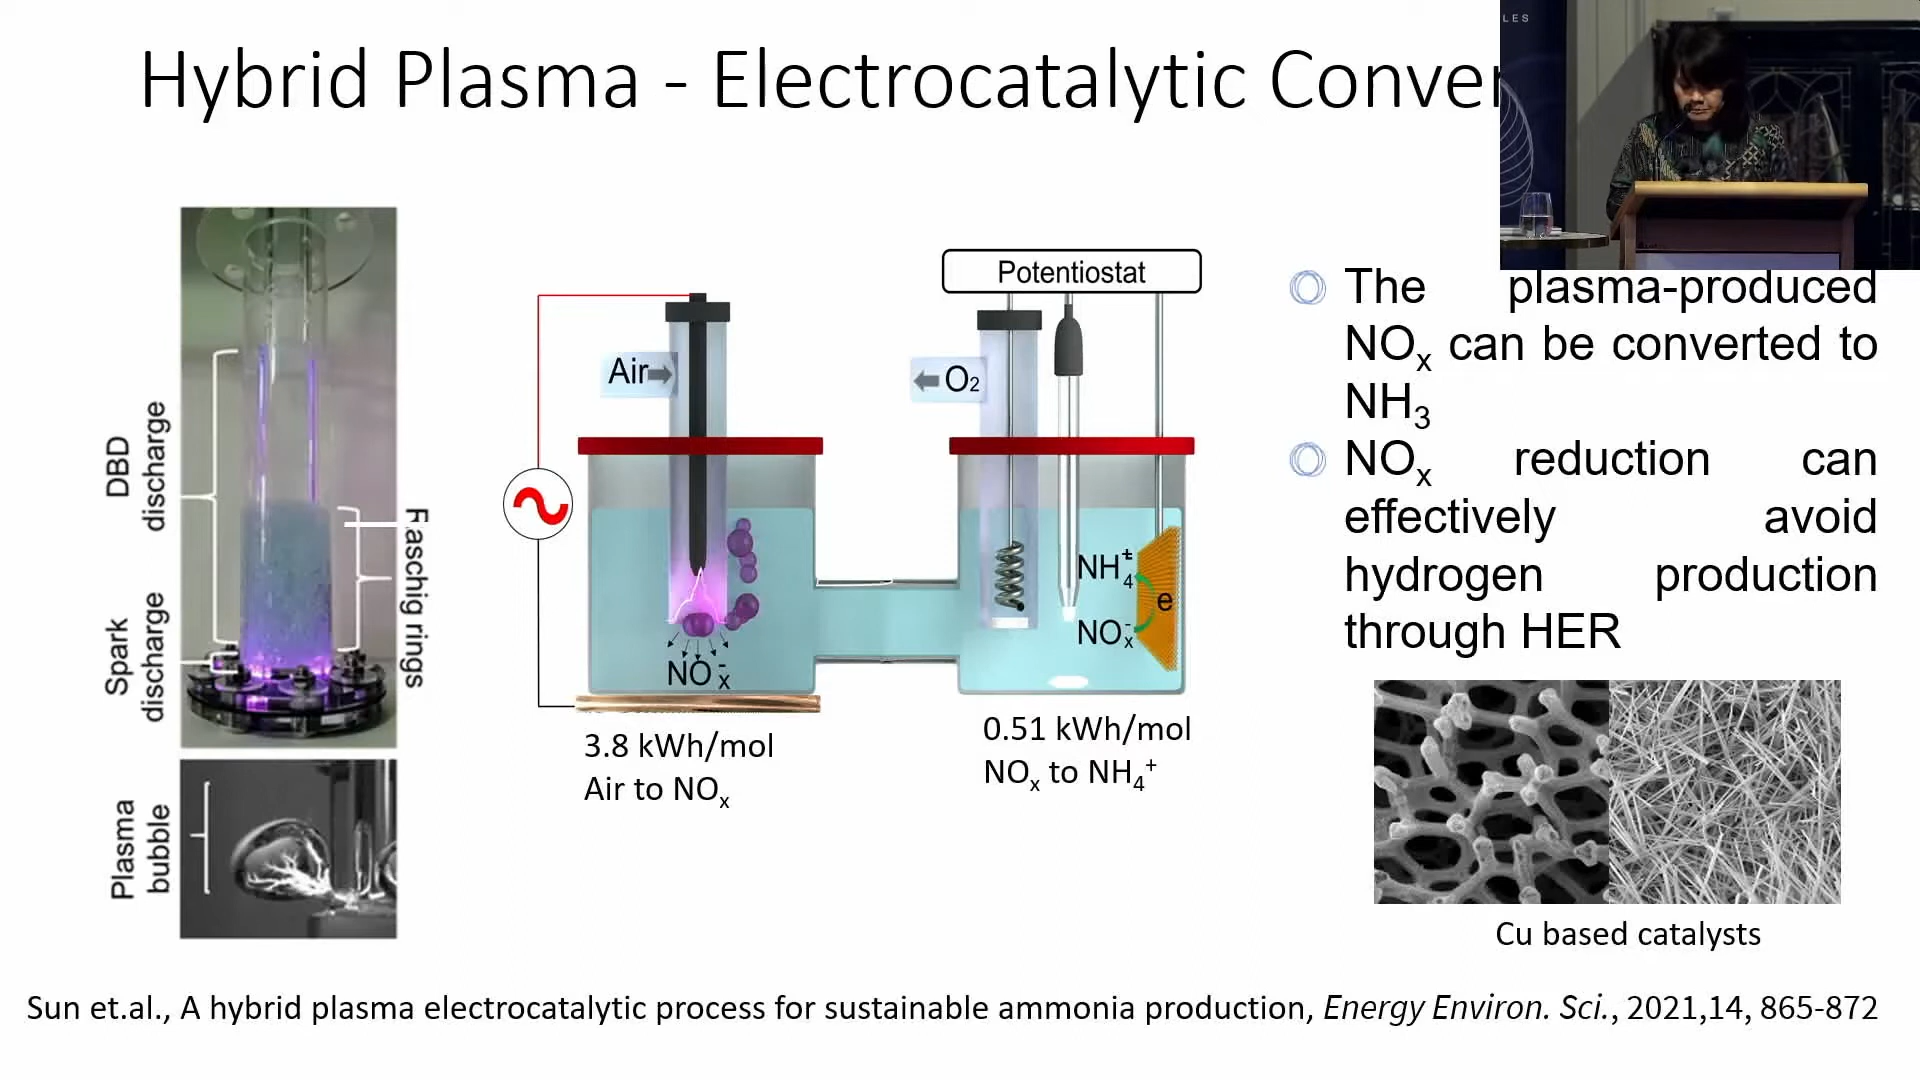 Hybrid Plasma - Electrocatalytic Conver
LES
DBD
discharge
Spark
discharge
Raschig rings
Plasma
bubble
Potentiostat
Air
O₂
NOₓ⁻
NH₄⁺
e
NOₓ⁻
3.8 kWh/mol
Air to NOₓ
0.51 kWh/mol
NOₓ to NH₄⁺
The plasma-produced
NOₓ can be converted to
NH₃
NOₓ reduction can
effectively avoid
hydrogen production
through HER
Cu based catalysts
Sun et.al., A hybrid plasma electrocatalytic process for sustainable ammonia production, Energy Environ. Sci., 2021,14, 865-872